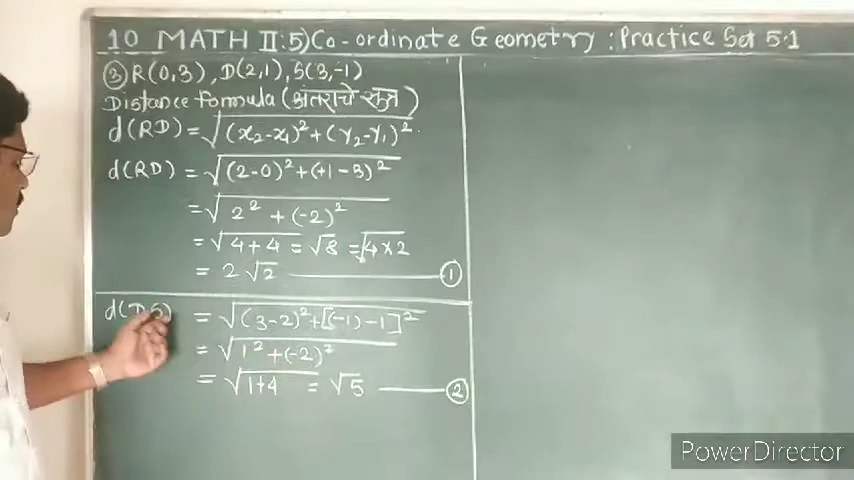 10 MATH II:5) Co-ordinate Geometry : Practice Set 5.1
③ R(0,3), D(2,1), S(3,-1)
Distance formula (अंतराचे सूत्र)
d(RD) = √(x₂-x₁)²+(y₂-y₁)²
d(RD) = √(2-0)²+(+1-3)²
= √2²+(-2)²
= √4+4 = √8 = √4×2
= 2√2 ——— ①
d(DS) = √(3-2)²+[(-1)-1]²
= √1²+(-2)²
= √1+4 = √5 ——— ②
PowerDirector